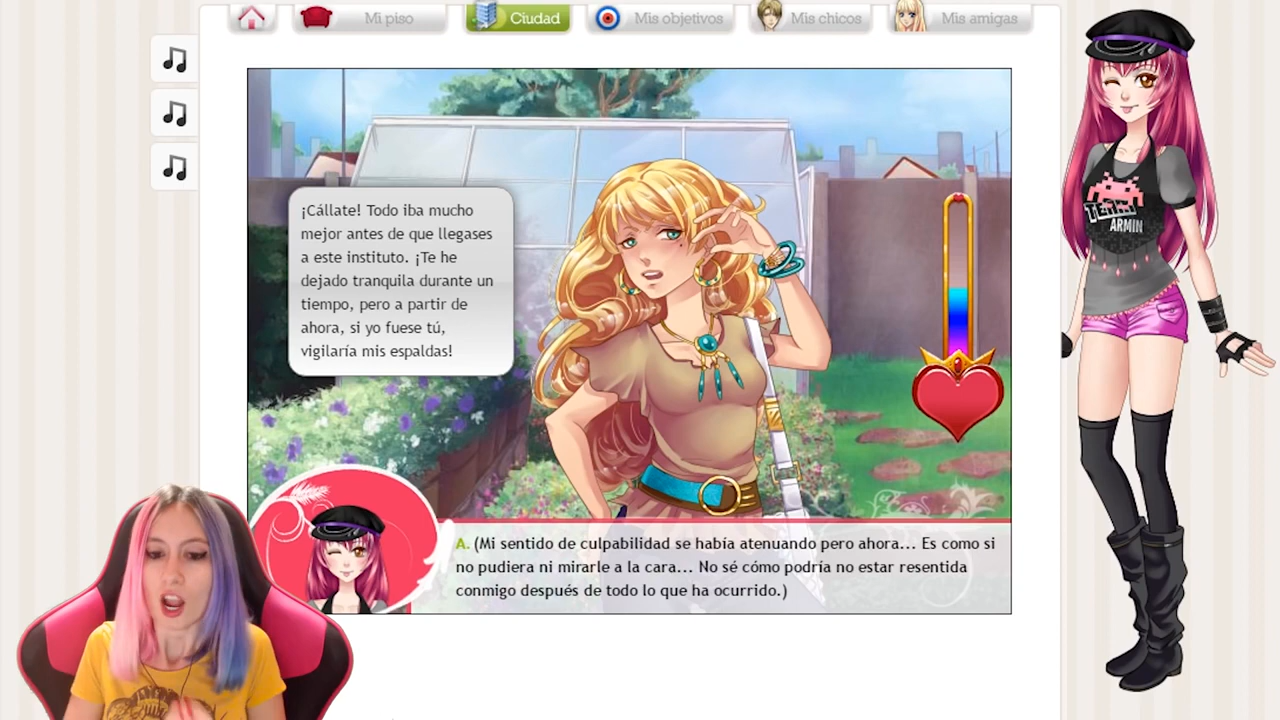 Mi piso
Ciudad
Mis objetivos
Mis chicos
Mis amigas
¡Cállate! Todo iba mucho
mejor antes de que llegases
a este instituto. ¡Te he
dejado tranquila durante un
tiempo, pero a partir de
ahora, si yo fuese tú,
vigilaría mis espaldas!
TEAM
ARMIN
A. (Mi sentido de culpabilidad se había atenuando pero ahora... Es como si
no pudiera ni mirarle a la cara... No sé cómo podría no estar resentida
conmigo después de todo lo que ha ocurrido.)